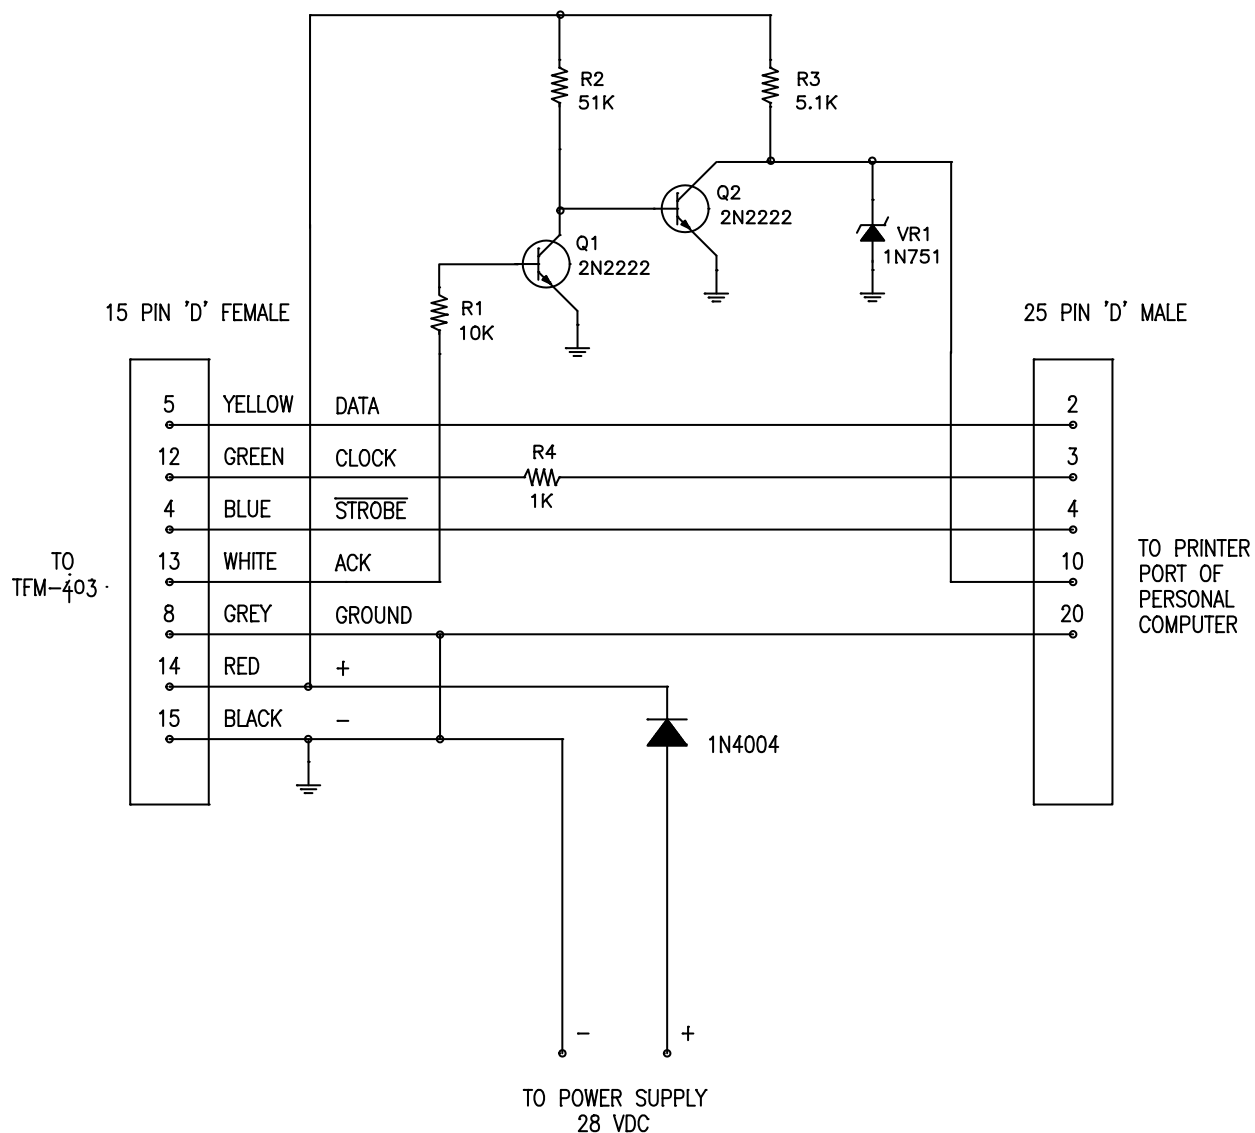 R2
51K
R3
5.1K
Q2
2N2222
Q1
2N2222
VR1
1N751
R1
10K
15 PIN 'D' FEMALE
25 PIN 'D' MALE
5 YELLOW DATA 2
12 GREEN CLOCK R4 3
1K
4 BLUE STROBE 4
13 WHITE ACK 10
8 GREY GROUND 20
14 RED +
15 BLACK -
TO
TFM-403
TO PRINTER
PORT OF
PERSONAL
COMPUTER
1N4004
- +
TO POWER SUPPLY
28 VDC